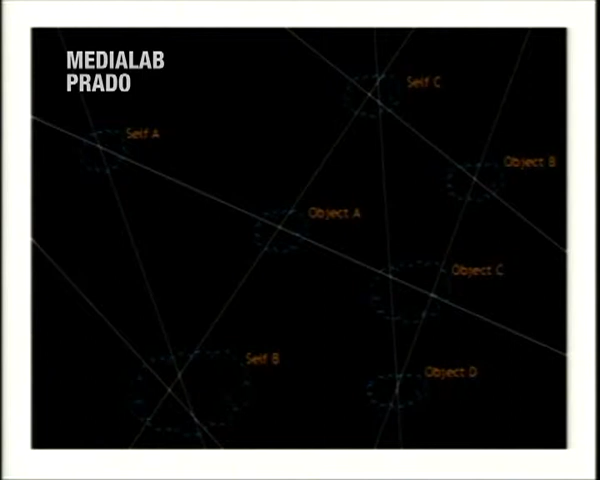 MEDIALAB
PRADO
Self C
Self A
Object B
Object A
Object C
Self B
Object D